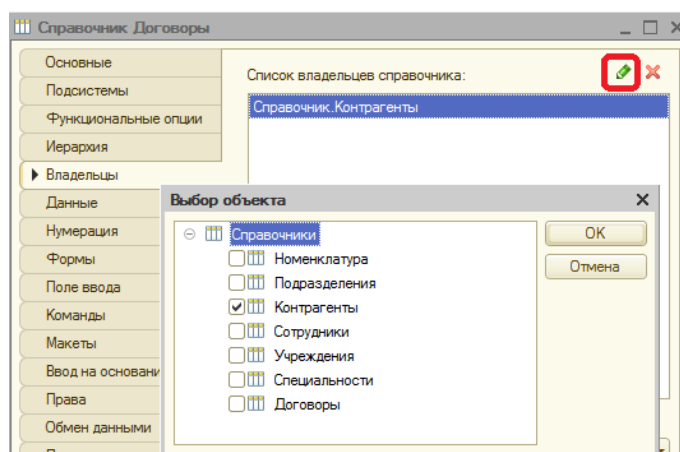 Справочник Договоры
Основные
Подсистемы
Функциональные опции
Иерархия
Владельцы
Данные
Нумерация
Формы
Поле ввода
Команды
Макеты
Ввод на основани
Права
Обмен данными
Список владельцев справочника:
Справочник.Контрагенты
Выбор объекта
Справочники
Номенклатура
Подразделения
Контрагенты
Сотрудники
Учреждения
Специальности
Договоры
OK
Отмена